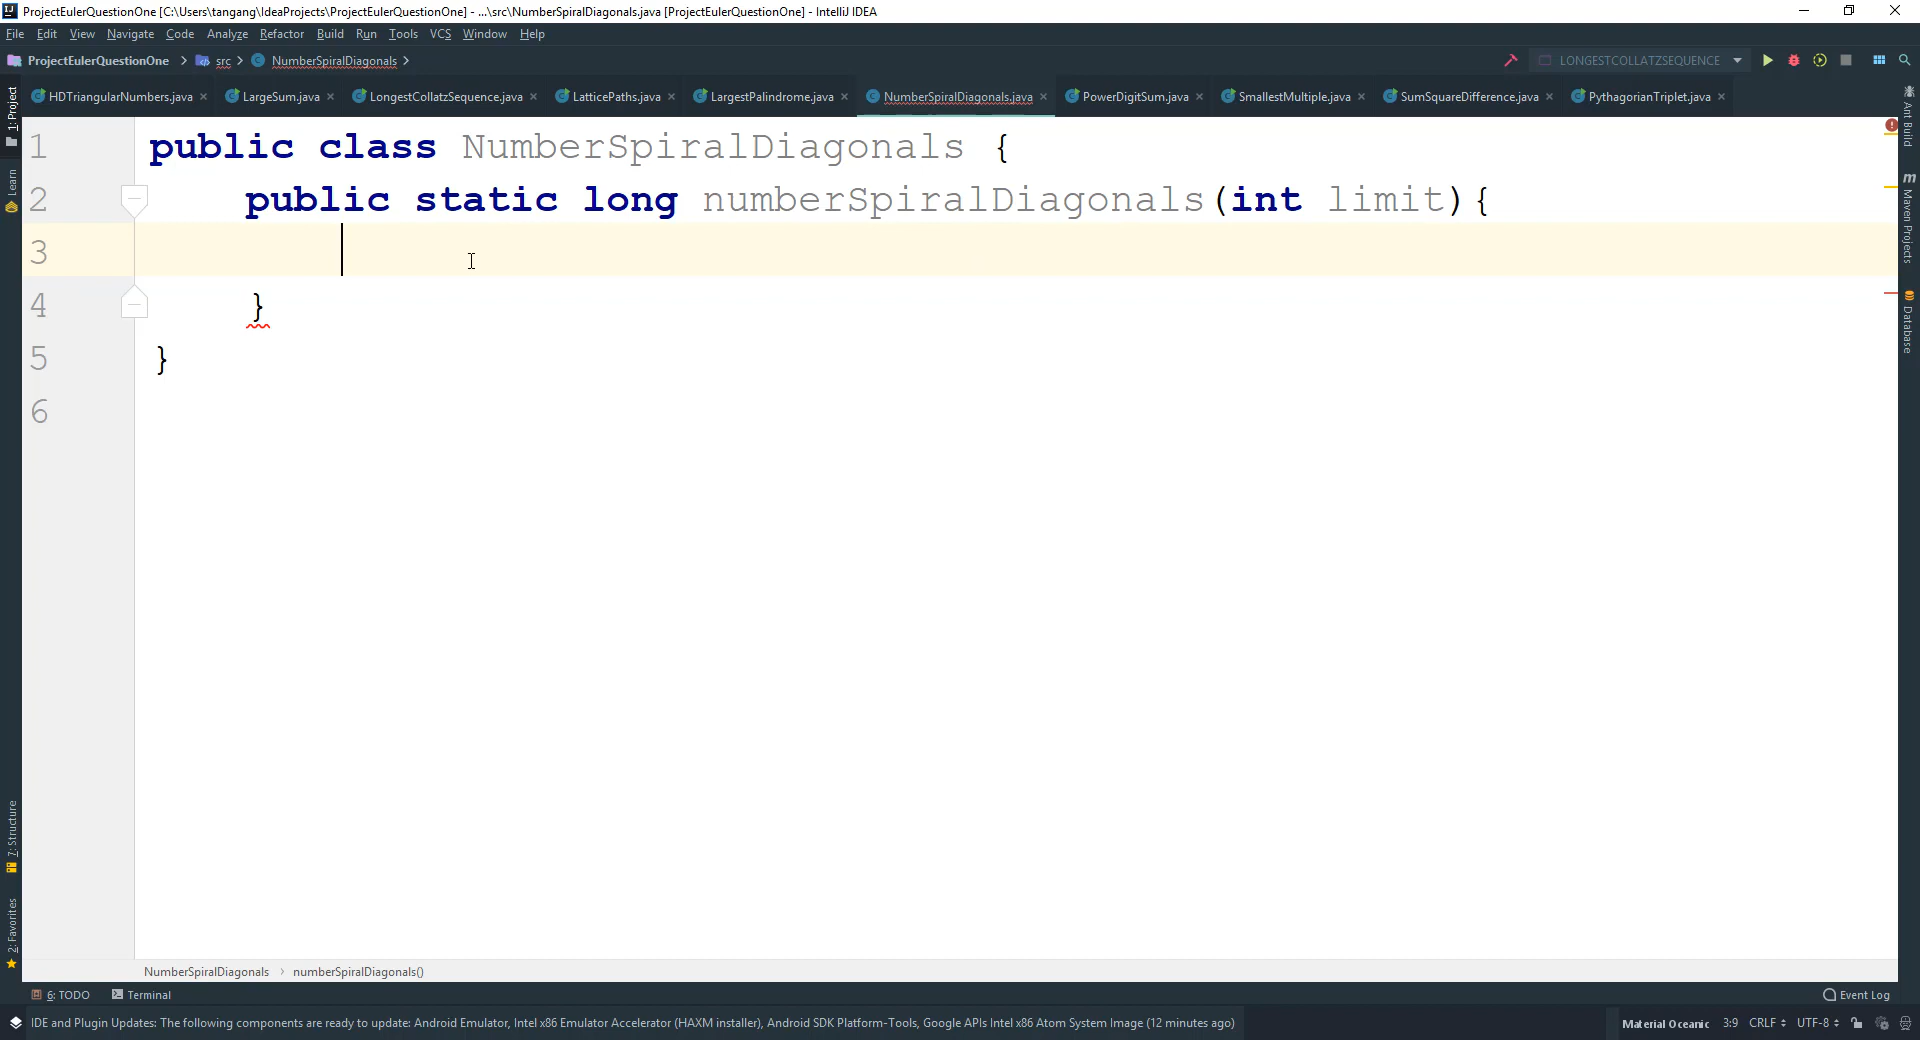 ProjectEulerQuestionOne [C:\Users\tangang\IdeaProjects\ProjectEulerQuestionOne] - ...\src\NumberSpiralDiagonals.java [ProjectEulerQuestionOne] - IntelliJ IDEA
File Edit View Navigate Code Analyze Refactor Build Run Tools VCS Window Help
ProjectEulerQuestionOne src NumberSpiralDiagonals LONGESTCOLLATZSEQUENCE
HDTriangularNumbers.java LargeSum.java LongestCollatzSequence.java LatticePaths.java LargestPalindrome.java NumberSpiralDiagonals.java PowerDigitSum.java SmallestMultiple.java SumSquareDifference.java PythagorianTriplet.java
1: Project
Learn
7: Structure
2: Favorites
1 public class NumberSpiralDiagonals {
2 public static long numberSpiralDiagonals(int limit){
3
4 }
5 }
6
Ant Build
Maven Projects
Database
NumberSpiralDiagonals › numberSpiralDiagonals()
6: TODO Terminal Event Log
IDE and Plugin Updates: The following components are ready to update: Android Emulator, Intel x86 Emulator Accelerator (HAXM installer), Android SDK Platform-Tools, Google APIs Intel x86 Atom System Image (12 minutes ago) Material Oceanic 3:9 CRLF UTF-8